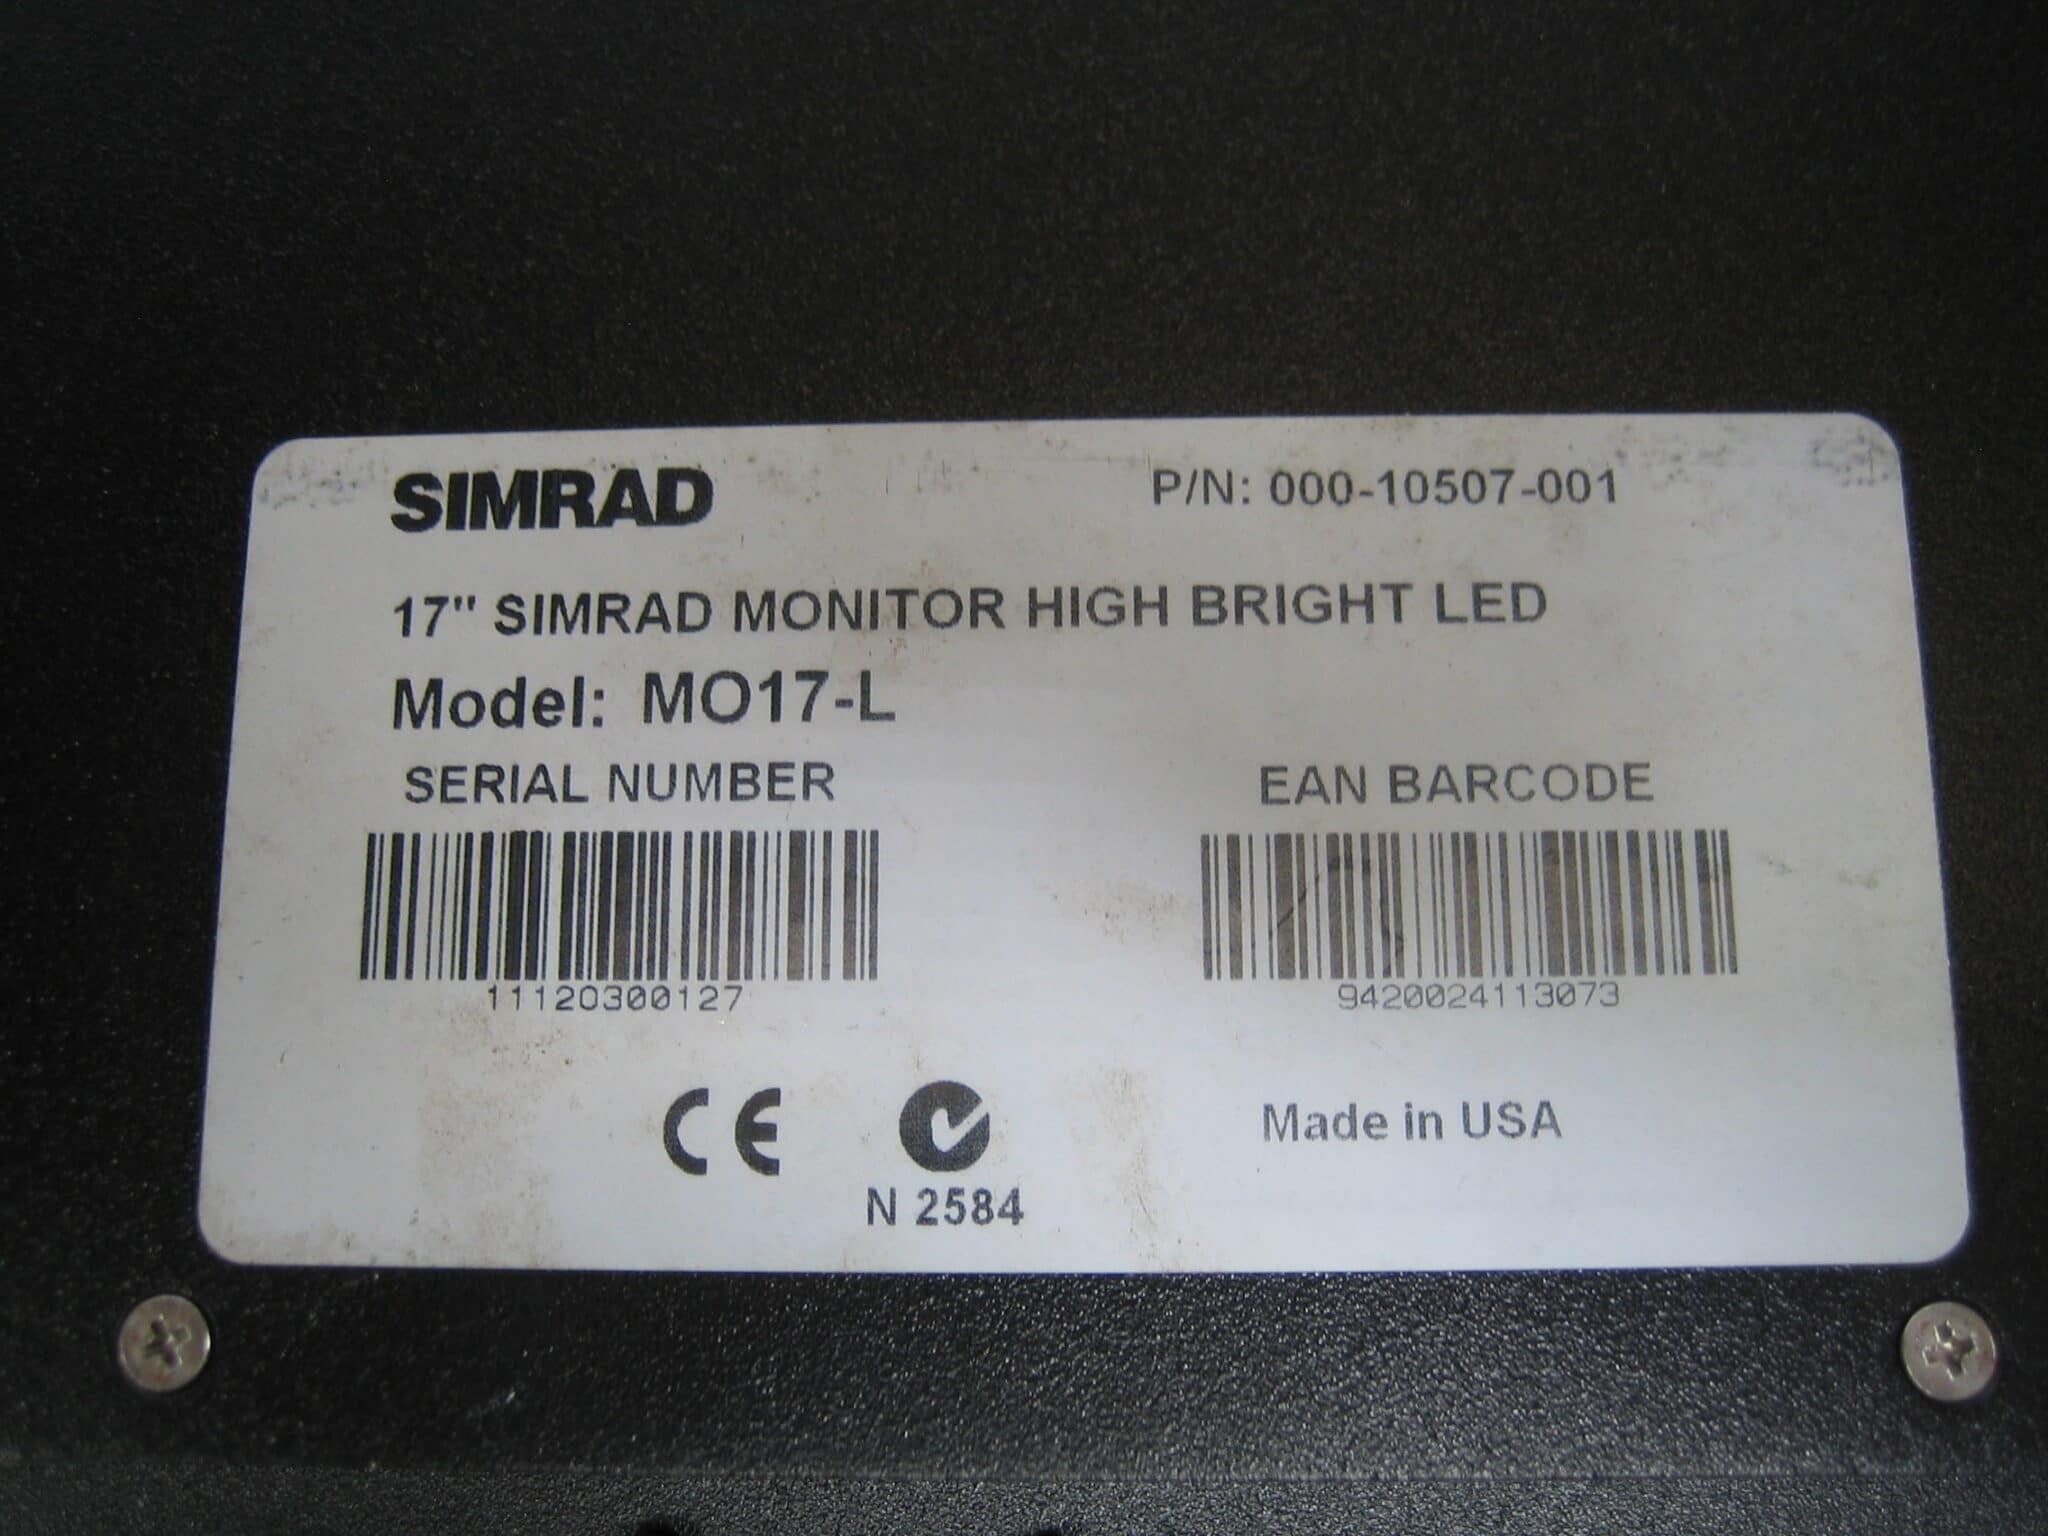 SIMRAD P/N: 000-10507-001
17" SIMRAD MONITOR HIGH BRIGHT LED
Model: MO17-L
SERIAL NUMBER EAN BARCODE
11120300127 9420024113073
CE Made in USA
N 2584